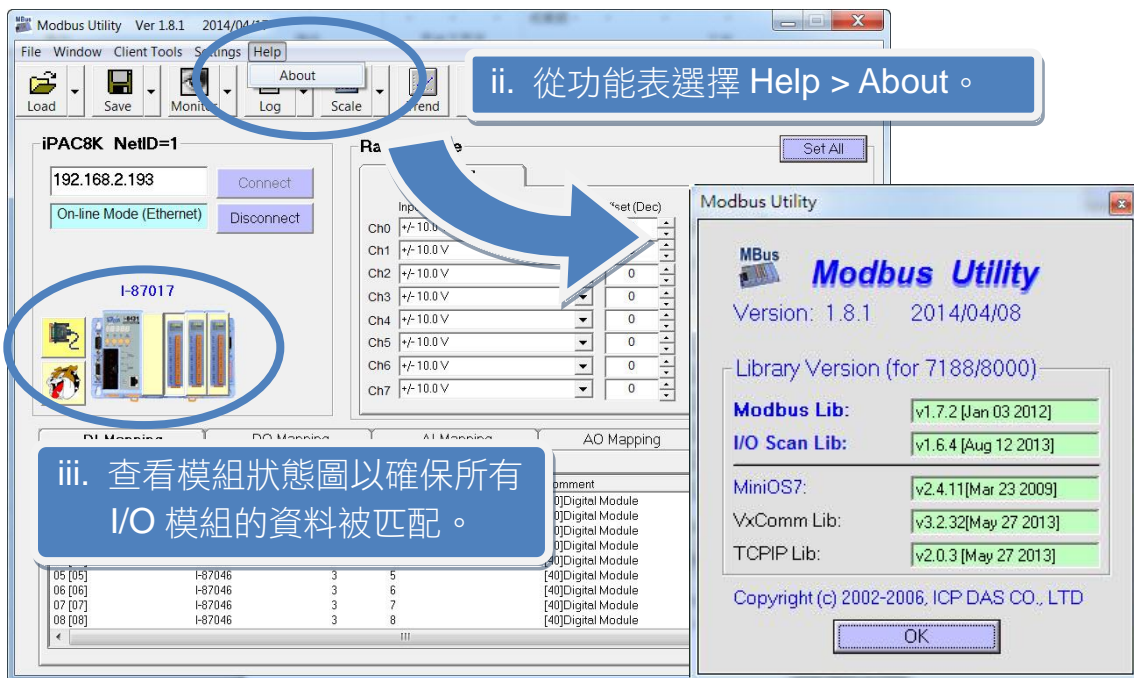 Modbus Utility Ver 1.8.1 2014/04/
File Window Client Tools Settings Help
About
Load Save Monitor Log Scale Trend
ii. 從功能表選擇 Help > About。
iPAC8K NetID=1
192.168.2.193 Connect
On-line Mode (Ethernet) Disconnect
I-87017
Set All
(Dec)
Ch0 +/- 10.0 V
Ch1 +/- 10.0 V
Ch2 +/- 10.0 V 0
Ch3 +/- 10.0 V 0
Ch4 +/- 10.0 V 0
Ch5 +/- 10.0 V 0
Ch6 +/- 10.0 V 0
Ch7 +/- 10.0 V 0
DI Mapping DO Mapping AI Mapping AO Mapping
iii. 查看模組狀態圖以確保所有
I/O 模組的資料被匹配。
0]Digital Module
0]Digital Module
0]Digital Module
[40]Digital Module
05 [05] I-87046 3 5 [40]Digital Module
06 [06] I-87046 3 6 [40]Digital Module
07 [07] I-87046 3 7 [40]Digital Module
08 [08] I-87046 3 8 [40]Digital Module
Modbus Utility
MBus
Modbus Utility
Version: 1.8.1 2014/04/08
Library Version (for 7188/8000)
Modbus Lib: v1.7.2 [Jan 03 2012]
I/O Scan Lib: v1.6.4 [Aug 12 2013]
MiniOS7: v2.4.11[Mar 23 2009]
VxComm Lib: v3.2.32[May 27 2013]
TCPIP Lib: v2.0.3 [May 27 2013]
Copyright (c) 2002-2006, ICP DAS CO., LTD
OK